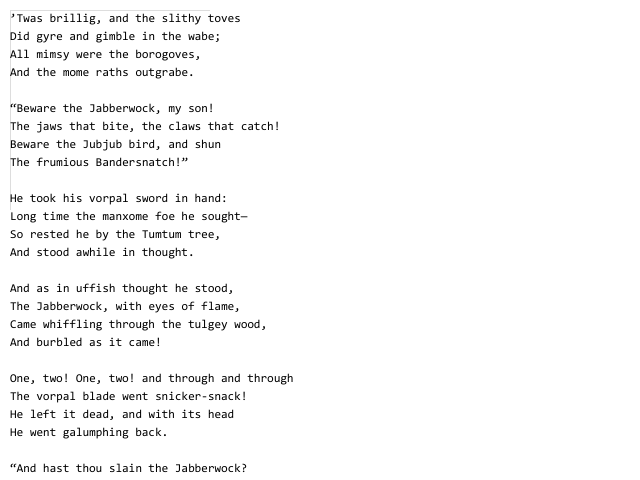 ’Twas brillig, and the slithy toves
Did gyre and gimble in the wabe;
All mimsy were the borogoves,
And the mome raths outgrabe.

“Beware the Jabberwock, my son!
The jaws that bite, the claws that catch!
Beware the Jubjub bird, and shun
The frumious Bandersnatch!”

He took his vorpal sword in hand:
Long time the manxome foe he sought—
So rested he by the Tumtum tree,
And stood awhile in thought.

And as in uffish thought he stood,
The Jabberwock, with eyes of flame,
Came whiffling through the tulgey wood,
And burbled as it came!

One, two! One, two! and through and through
The vorpal blade went snicker-snack!
He left it dead, and with its head
He went galumphing back.

“And hast thou slain the Jabberwock?